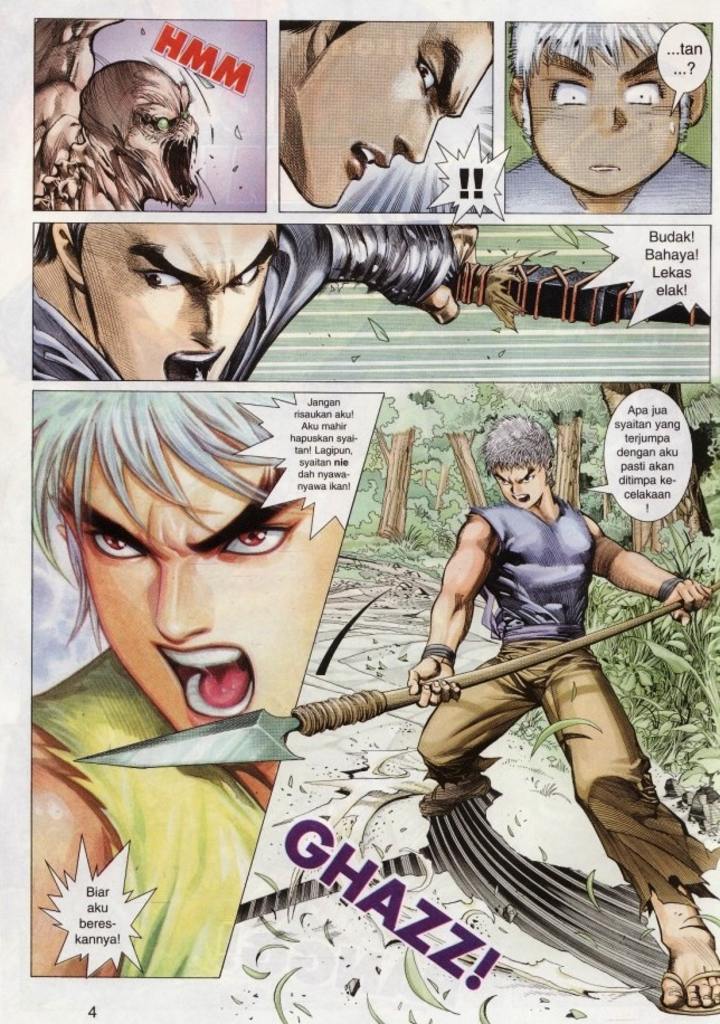 HMM
!!
...tan
...?
Budak!
Bahaya!
Lekas
elak!
Jangan
risaukan aku!
Aku mahir
hapuskan syai-
tan! Lagipun,
syaitan nie
dah nyawa-
nyawa ikan!
Apa jua
syaitan yang
terjumpa
dengan aku
pasti akan
ditimpa ke-
celakaan
!
Biar
aku
beres-
kannya!
GHAZZ!
4